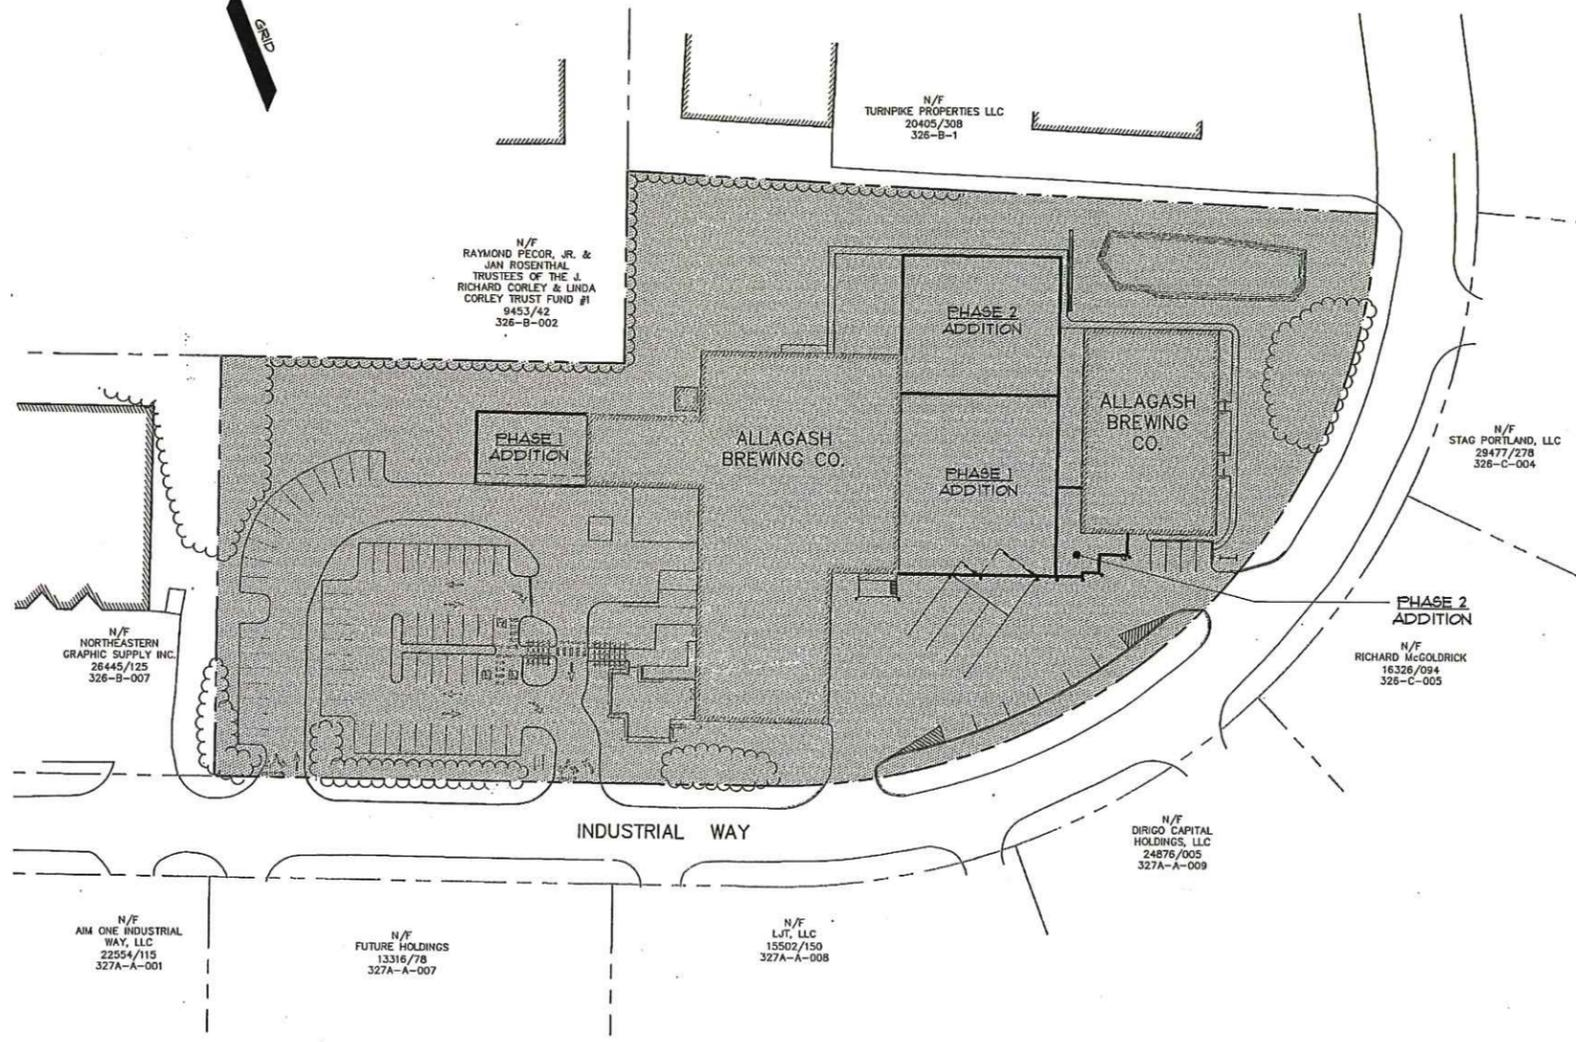 GRID
N/F
TURNPIKE PROPERTIES LLC
20405/308
326-B-1
N/F
RAYMOND PECOR, JR. &
JAN ROSENTHAL
TRUSTEES OF THE J.
RICHARD CORLEY & LINDA
CORLEY TRUST FUND #1
9453/42
326-B-002
PHASE 2
ADDITION
ALLAGASH
BREWING
CO.
PHASE 1
ADDITION
ALLAGASH
BREWING CO.
PHASE 1
ADDITION
N/F
STAG PORTLAND, LLC
29477/278
326-C-004
PHASE 2
ADDITION
N/F
NORTHEASTERN
GRAPHIC SUPPLY INC.
26445/125
326-B-007
N/F
RICHARD McGOLDRICK
16326/094
326-C-005
INDUSTRIAL WAY
N/F
DIRIGO CAPITAL
HOLDINGS, LLC
24876/005
327A-A-009
N/F
AIM ONE INDUSTRIAL
WAY, LLC
22554/115
327A-A-001
N/F
FUTURE HOLDINGS
13316/78
327A-A-007
N/F
LJT, LLC
15502/150
327A-A-008